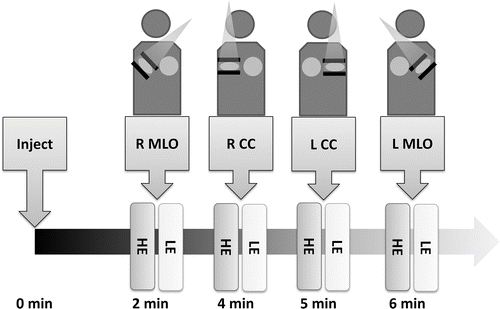 Inject
R MLO
R CC
L CC
L MLO
HE
LE
HE
LE
HE
LE
HE
LE
0 min
2 min
4 min
5 min
6 min